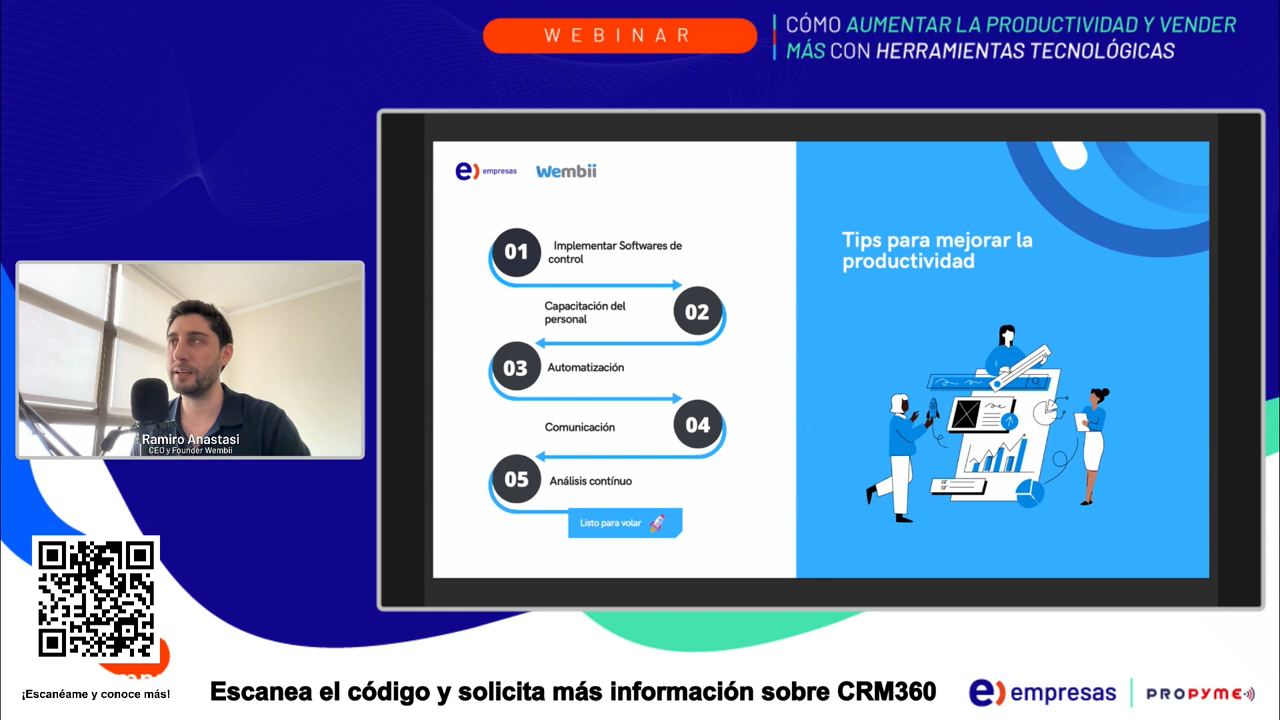 WEBINAR
CÓMO AUMENTAR LA PRODUCTIVIDAD Y VENDER
MÁS CON HERRAMIENTAS TECNOLÓGICAS
e) empresas
Wembii
01
Implementar Softwares de
control
Capacitación del
personal
02
03
Automatización
Comunicación
04
05
Análisis contínuo
Listo para volar
Tips para mejorar la
productividad
Ramiro Anastasi
CEO y Founder Wembii
¡Escanéame y conoce más!
Escanea el código y solicita más información sobre CRM360
e) empresas
PROPYME